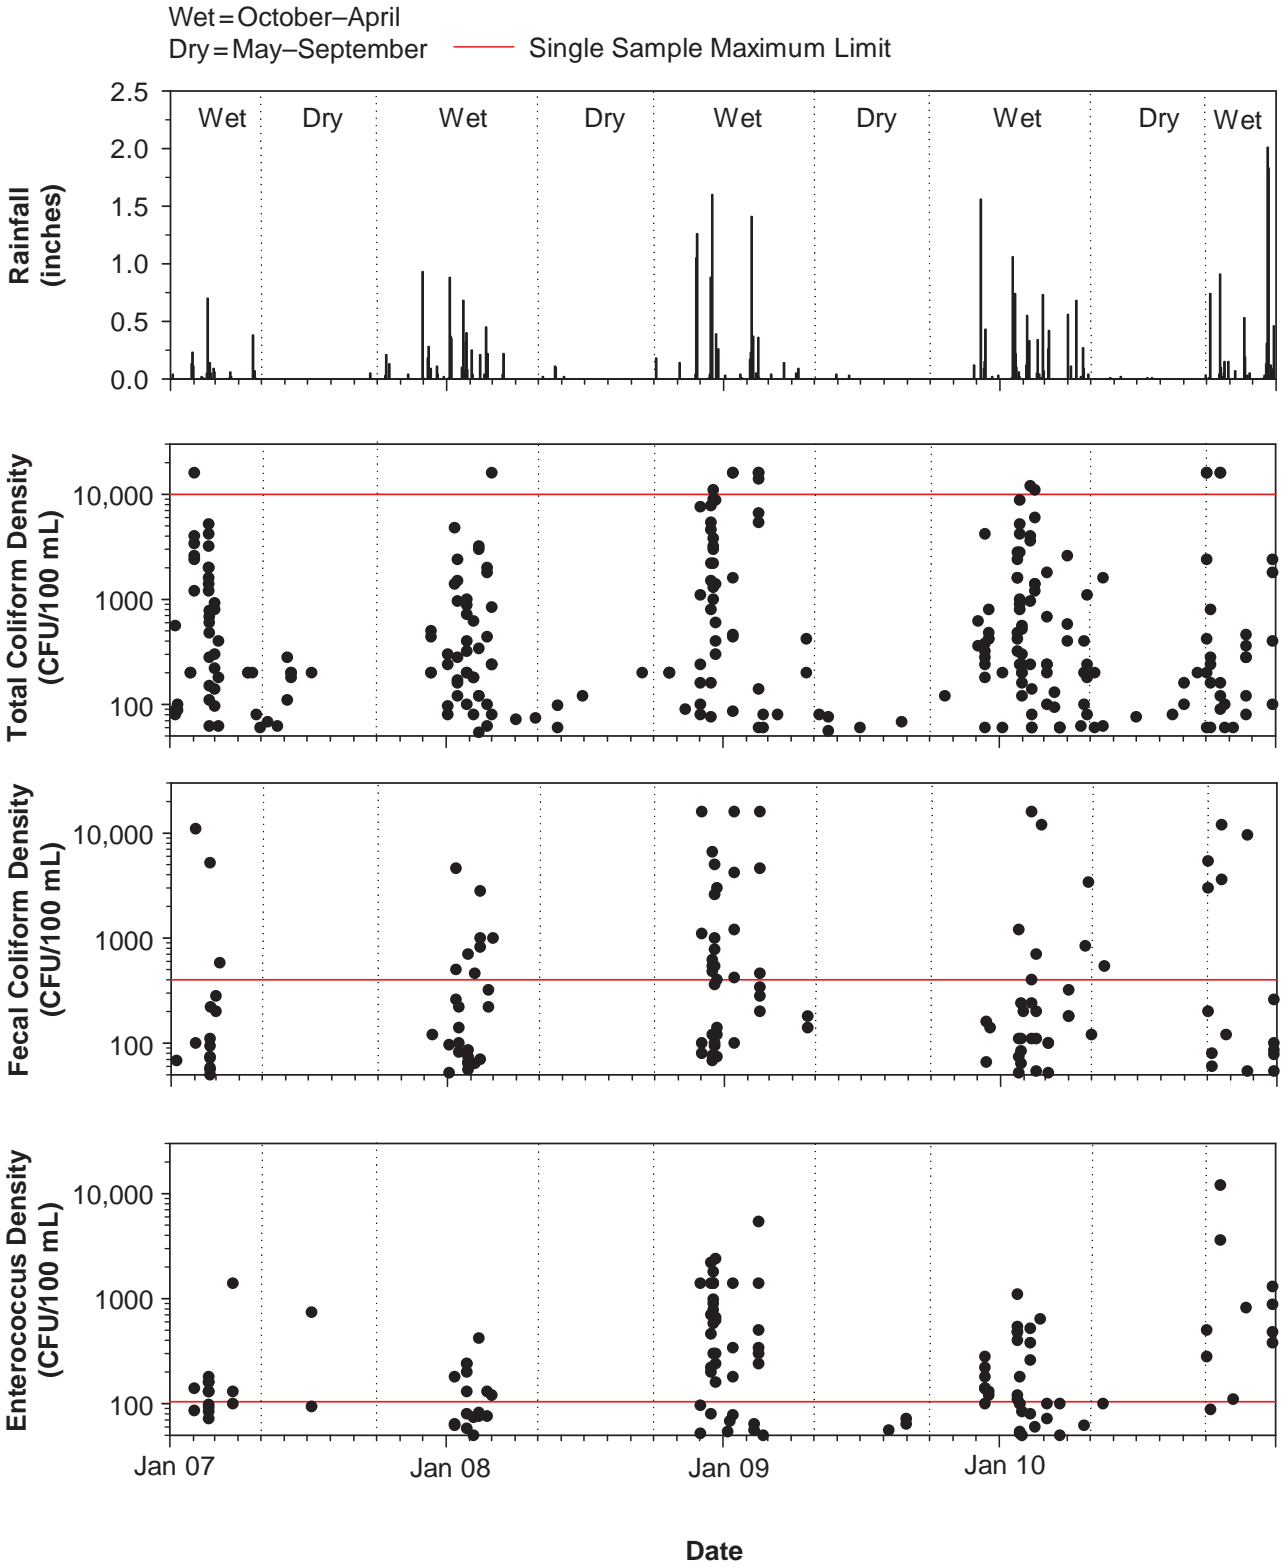 Wet=October–April
Dry=May–September
Single Sample Maximum Limit
Rainfall
(inches)
2.5
2.0
1.5
1.0
0.5
0.0
Wet
Dry
Wet
Dry
Wet
Dry
Wet
Dry
Wet
Total Coliform Density
(CFU/100 mL)
10,000
1000
100
Fecal Coliform Density
(CFU/100 mL)
10,000
1000
100
Enterococcus Density
(CFU/100 mL)
10,000
1000
100
Jan 07
Jan 08
Jan 09
Jan 10
Date